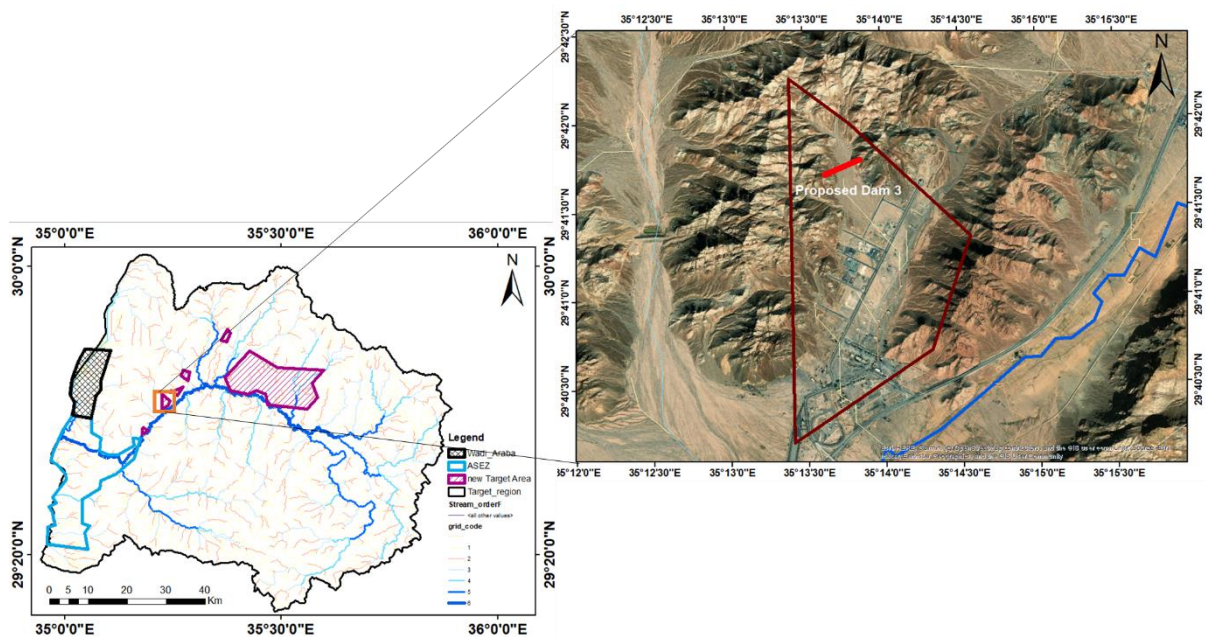 35°12'30"E 35°13'0"E 35°13'30"E 35°14'0"E 35°14'30"E 35°15'0"E 35°15'30"E
29°42'30"N
29°42'0"N
29°41'30"N
29°41'0"N
29°40'30"N
N
Proposed Dam 3
29°42'0"N
29°41'30"N
29°41'0"N
29°40'30"N
35°12'0"E 35°12'30"E 35°13'0"E 35°13'30"E 35°14'0"E 35°14'30"E 35°15'0"E 35°15'30"E
35°0'0"E 35°30'0"E 36°0'0"E
30°0'0"N
29°20'0"N
N
30°0'0"N
29°20'0"N
Legend
Wadi_Araba
ASEZ
new Target Area
Target_region
Stream_orderF
<all other values>
grid_code
1
2
3
4
5
6
0 5 10 20 30 40
Km
35°0'0"E 35°30'0"E 36°0'0"E